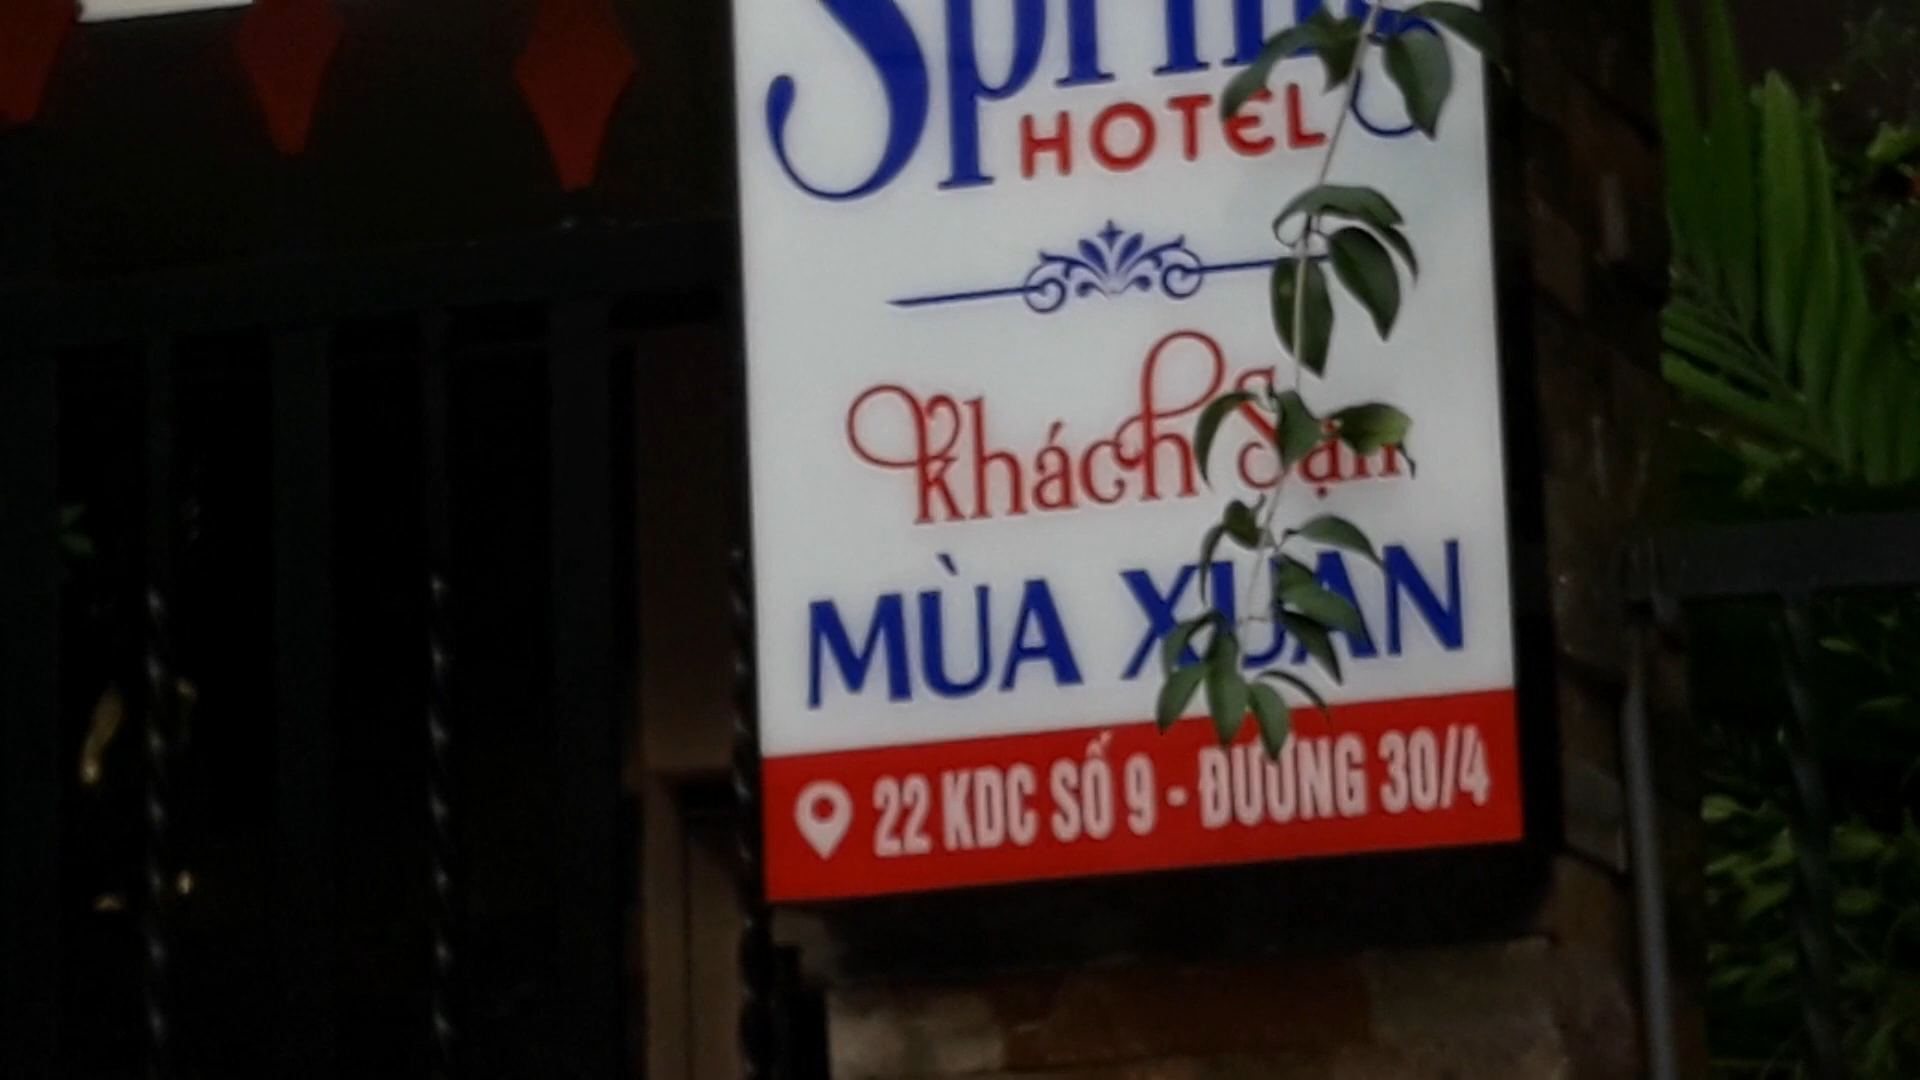 Spring
HOTEL
Khách Sạn
MÙA XUÂN
22 KDC SỐ 9 - ĐƯỜNG 30/4